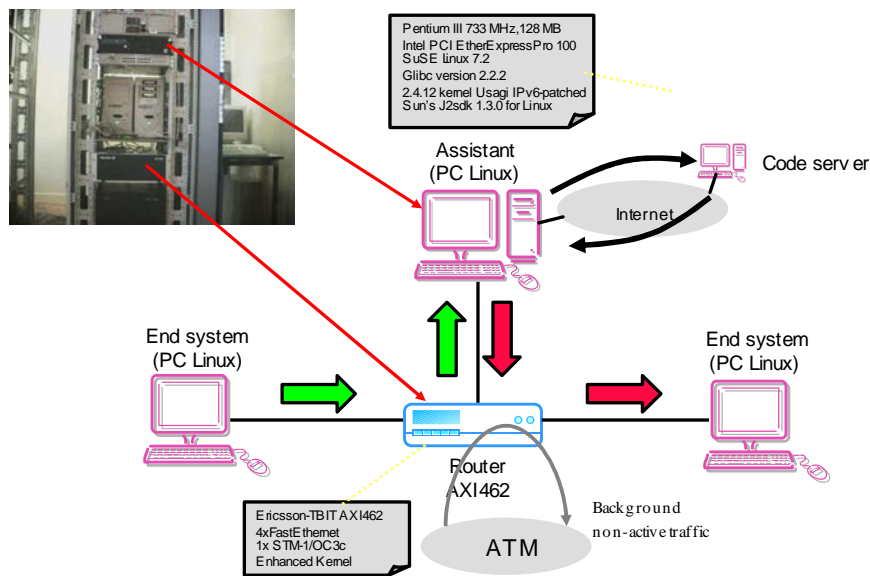 Pentium III 733 MHz,128 MB
Intel PCI EtherExpressPro 100
SuSE Linux 7.2
Glibc version 2.2.2
2.4.12 kernel Usagi IPv6-patched
Sun's J2sdk 1.3.0 for Linux
Assistant
(PC Linux)
Code server
Internet
End system
(PC Linux)
End system
(PC Linux)
Router
AXI462
Ericsson-TBIT AXI462
4xFastEthernet
1x STM-1/OC3c
Enhanced Kernel
Background
non-active traffic
ATM